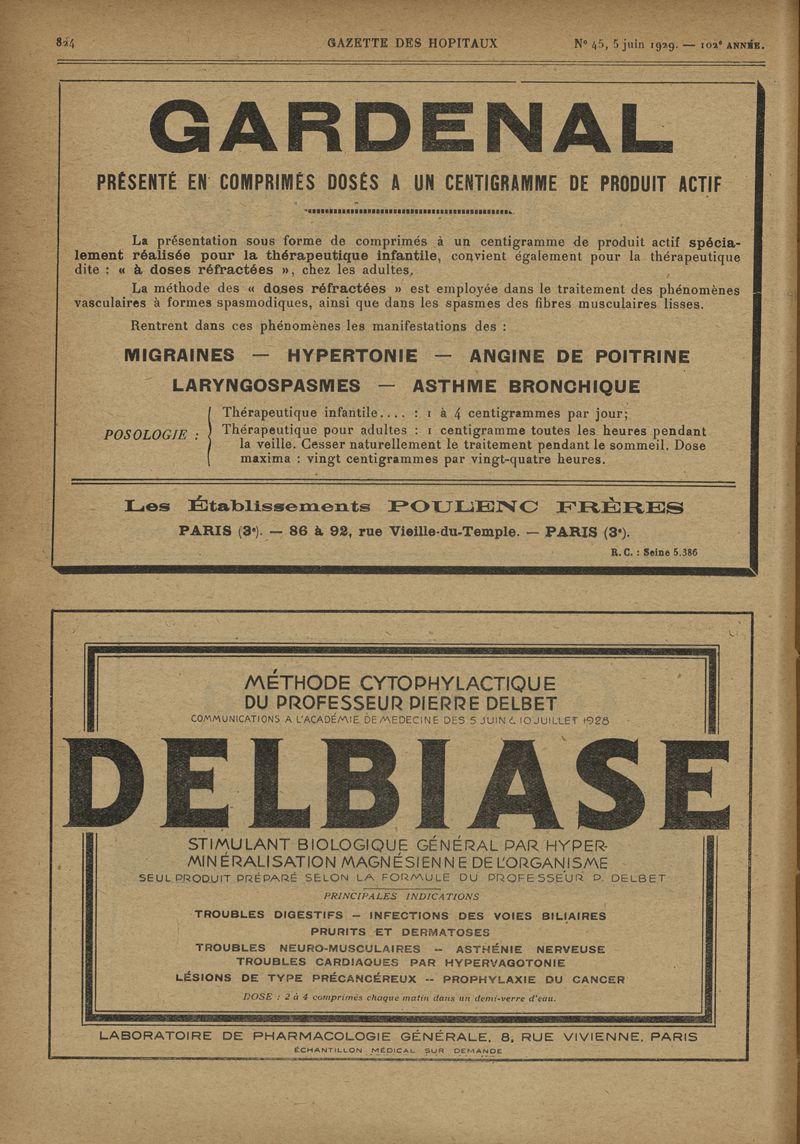 824 GAZETTE DES HOPITAUX N° 45, 5 juin 1929. — 102e ANNÉE.
GARDENAL
PRÉSENTÉ EN COMPRIMÉS DOSÉS A UN CENTIGRAMME DE PRODUIT ACTIF
La présentation sous forme de comprimés à un centigramme de produit actif spécia-
lement réalisée pour la thérapeutique infantile, convient également pour la thérapeutique
dite : « à doses réfractées », chez les adultes.
La méthode des « doses réfractées » est employée dans le traitement des phénomènes
vasculaires à formes spasmodiques, ainsi que dans les spasmes des fibres musculaires lisses.
Rentrent dans ces phénomènes les manifestations des :
MIGRAINES — HYPERTONIE — ANGINE DE POITRINE
LARYNGOSPASMES — ASTHME BRONCHIQUE
POSOLOGIE :
Thérapeutique infantile.... : 1 à 4 centigrammes par jour;
Thérapeutique pour adultes : 1 centigramme toutes les heures pendant
la veille. Cesser naturellement le traitement pendant le sommeil. Dose
maxima : vingt centigrammes par vingt-quatre heures.
Les Établissements POULENC FRÈRES
PARIS (3e). — 86 à 92, rue Vieille-du-Temple. — PARIS (3e).
R. C. : Seine 5.386
MÉTHODE CYTOPHYLACTIQUE
DU PROFESSEUR PIERRE DELBET
COMMUNICATIONS A L'ACADÉMIE DE MEDECINE DES 5 JUIN & 10 JUILLET 1928
DELBIASE
STIMULANT BIOLOGIQUE GÉNÉRAL PAR HYPER-
MINÉRALISATION MAGNÉSIENNE DE L'ORGANISME
SEUL PRODUIT PRÉPARÉ SELON LA FORMULE DU PROFESSEUR P. DELBET
PRINCIPALES INDICATIONS
TROUBLES DIGESTIFS — INFECTIONS DES VOIES BILIAIRES
PRURITS ET DERMATOSES
TROUBLES NEURO-MUSCULAIRES — ASTHÉNIE NERVEUSE
TROUBLES CARDIAQUES PAR HYPERVAGOTONIE
LÉSIONS DE TYPE PRÉCANCÉREUX — PROPHYLAXIE DU CANCER
DOSE : 2 à 4 comprimés chaque matin dans un demi-verre d'eau.
LABORATOIRE DE PHARMACOLOGIE GÉNÉRALE, 8, RUE VIVIENNE, PARIS
ÉCHANTILLON MÉDICAL SUR DEMANDE